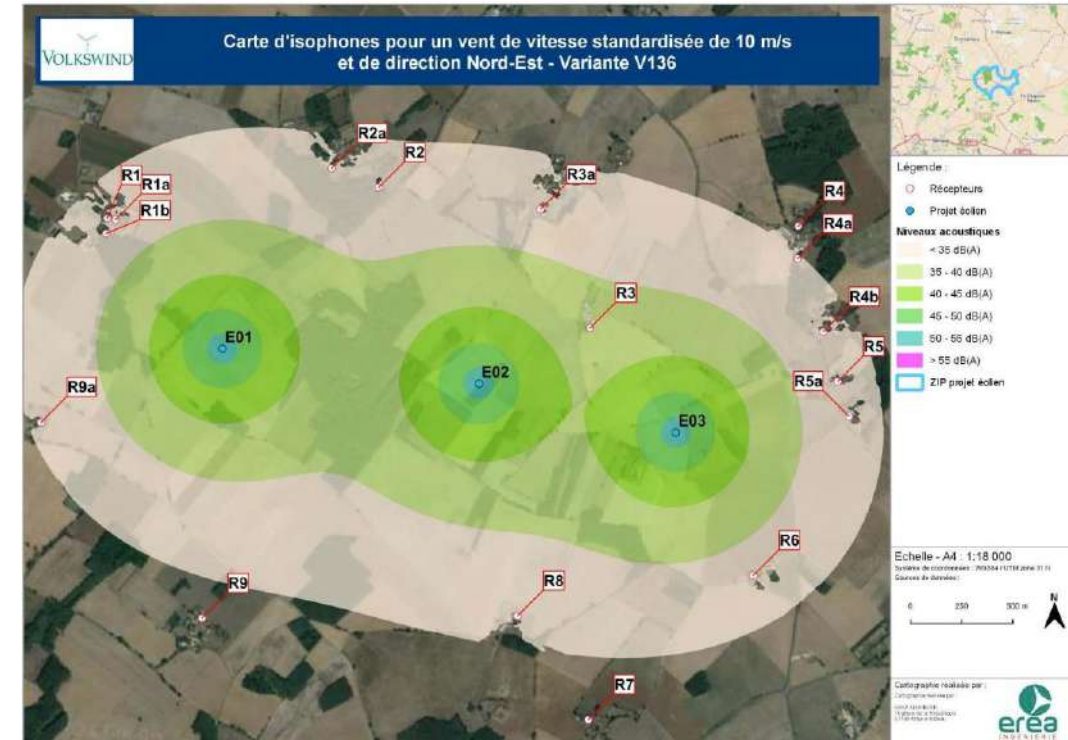 VOLKSWIND
Carte d'isophones pour un vent de vitesse standardisée de 10 m/s
et de direction Nord-Est - Variante V136
R2a
R2
R1
R1a
R1b
R3a
R4
R4a
R3
R4b
R5
R5a
R9a
E01
E02
E03
R6
R9
R8
R7
Légende :
Récepteurs
Projet éolien
Niveaux acoustiques
< 35 dB(A)
35 - 40 dB(A)
40 - 45 dB(A)
45 - 50 dB(A)
50 - 55 dB(A)
> 55 dB(A)
ZIP projet éolien
Echelle - A4 : 1:18 000
Sources de données :
0 250 500 m
N
Cartographie réalisée par :
eréa
INGENIERIE